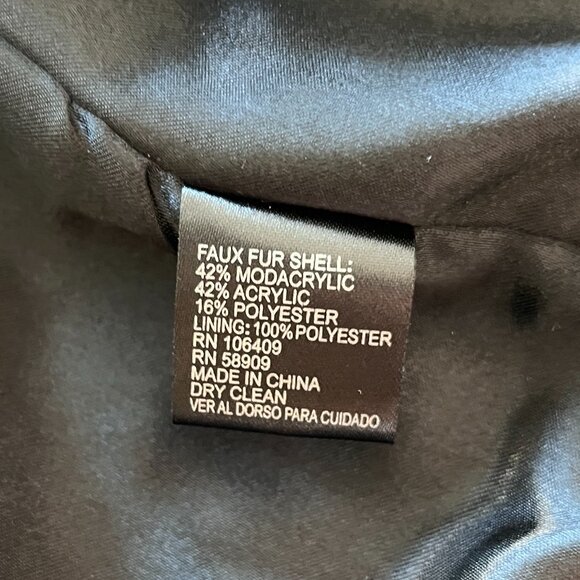 FAUX FUR SHELL:
42% MODACRYLIC
42% ACRYLIC
16% POLYESTER
LINING: 100% POLYESTER
RN 106409
RN 58909
MADE IN CHINA
DRY CLEAN
VER AL DORSO PARA CUIDADO